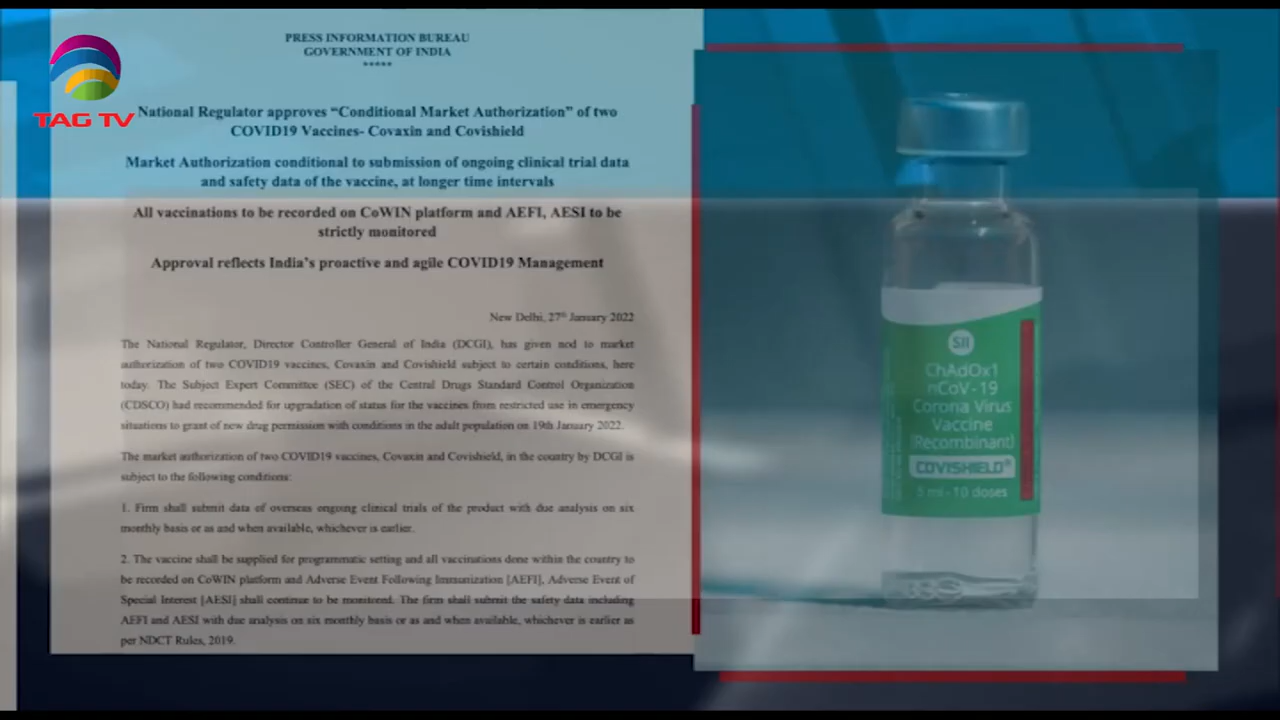 PRESS INFORMATION BUREAU
GOVERNMENT OF INDIA
*****
TAG TV
National Regulator approves “Conditional Market Authorization” of two
COVID19 Vaccines- Covaxin and Covishield
Market Authorization conditional to submission of ongoing clinical trial data
and safety data of the vaccine, at longer time intervals
All vaccinations to be recorded on CoWIN platform and AEFI, AESI to be
strictly monitored
Approval reflects India’s proactive and agile COVID19 Management
New Delhi, 27th January 2022
The National Regulator, Director Controller General of India (DCGI), has given nod to market
authorization of two COVID19 vaccines, Covaxin and Covishield subject to certain conditions, here
today. The Subject Expert Committee (SEC) of the Central Drugs Standard Control Organization
(CDSCO) had recommended for upgradation of status for the vaccines from restricted use in emergency
situations to grant of new drug permission with conditions in the adult population on 19th January 2022.
The market authorization of two COVID19 vaccines, Covaxin and Covishield, in the country by DCGI is
subject to the following conditions:
1. Firm shall submit data of overseas ongoing clinical trials of the product with due analysis on six
monthly basis or as and when available, whichever is earlier.
2. The vaccine shall be supplied for programmatic setting and all vaccinations done within the country to
be recorded on CoWIN platform and Adverse Event Following Immunization [AEFI], Adverse Event of
Special Interest [AESI] shall continue to be monitored. The firm shall submit the safety data including
AEFI and AESI with due analysis on six monthly basis or as and when available, whichever is earlier as
per NDCT Rules, 2019.
SII
ChAdOx1
nCoV-19
Corona Virus
Vaccine
(Recombinant)
COVISHIELD®
5 ml - 10 doses